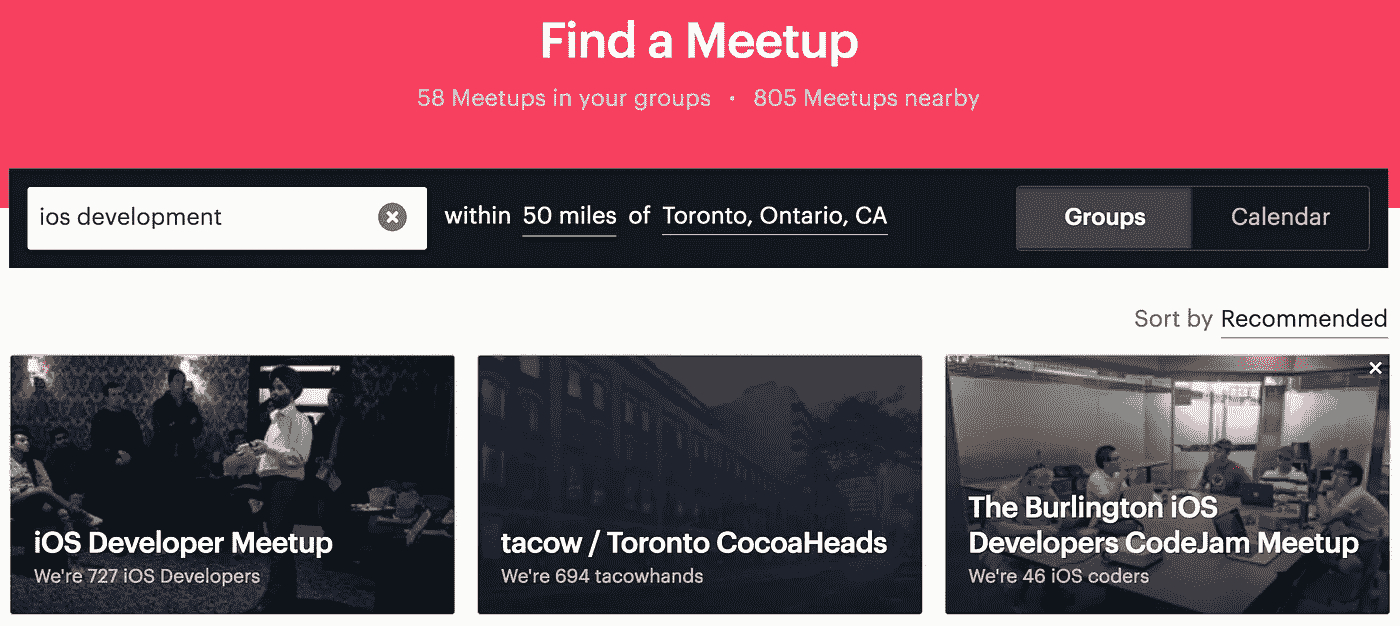 Find a Meetup
58 Meetups in your groups · 805 Meetups nearby
ios development within 50 miles of Toronto, Ontario, CA Groups Calendar
Sort by Recommended
iOS Developer Meetup
We're 727 iOS Developers
tacow / Toronto CocoaHeads
We're 694 tacowhands
The Burlington iOS
Developers CodeJam Meetup
We're 46 iOS coders